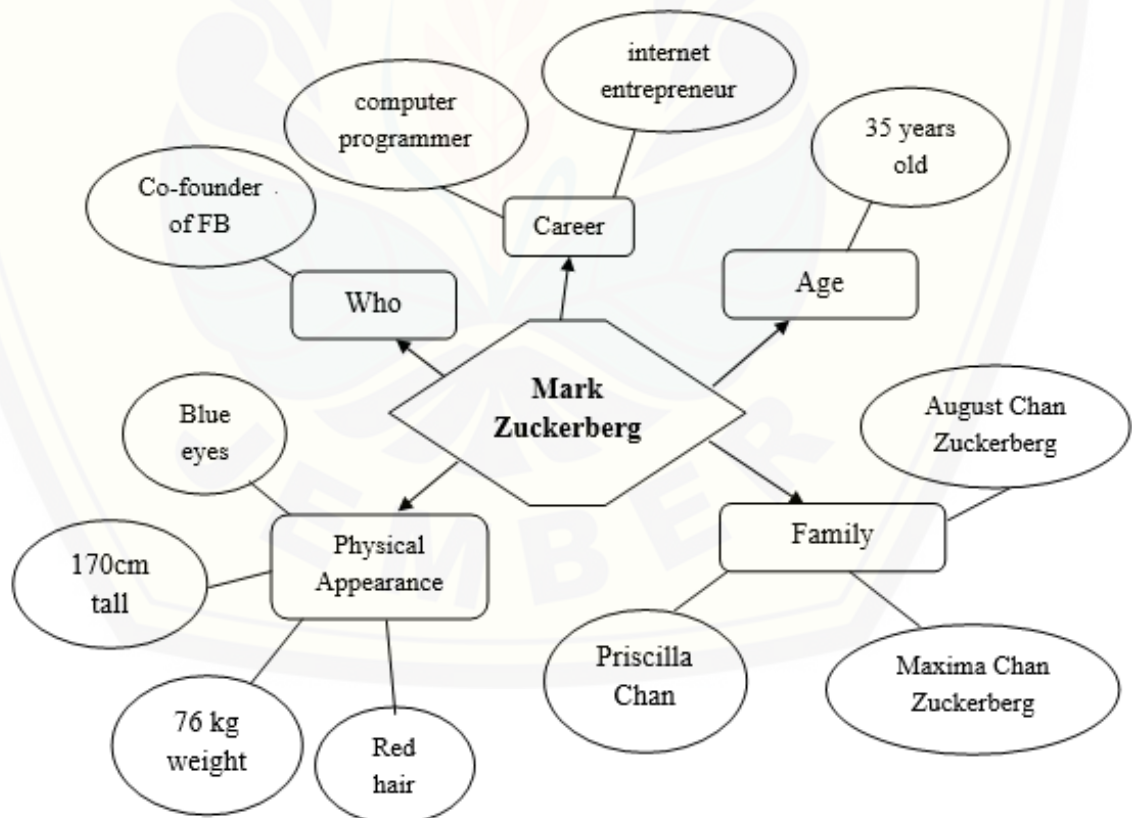 internet
entrepreneur
computer
programmer
35 years
old
Co-founder
of FB
Career
Age
Who
Mark
Zuckerberg
August Chan
Zuckerberg
Blue
eyes
Family
Physical
Appearance
170cm
tall
Priscilla
Chan
Maxima Chan
Zuckerberg
76 kg
weight
Red
hair
JEMBER